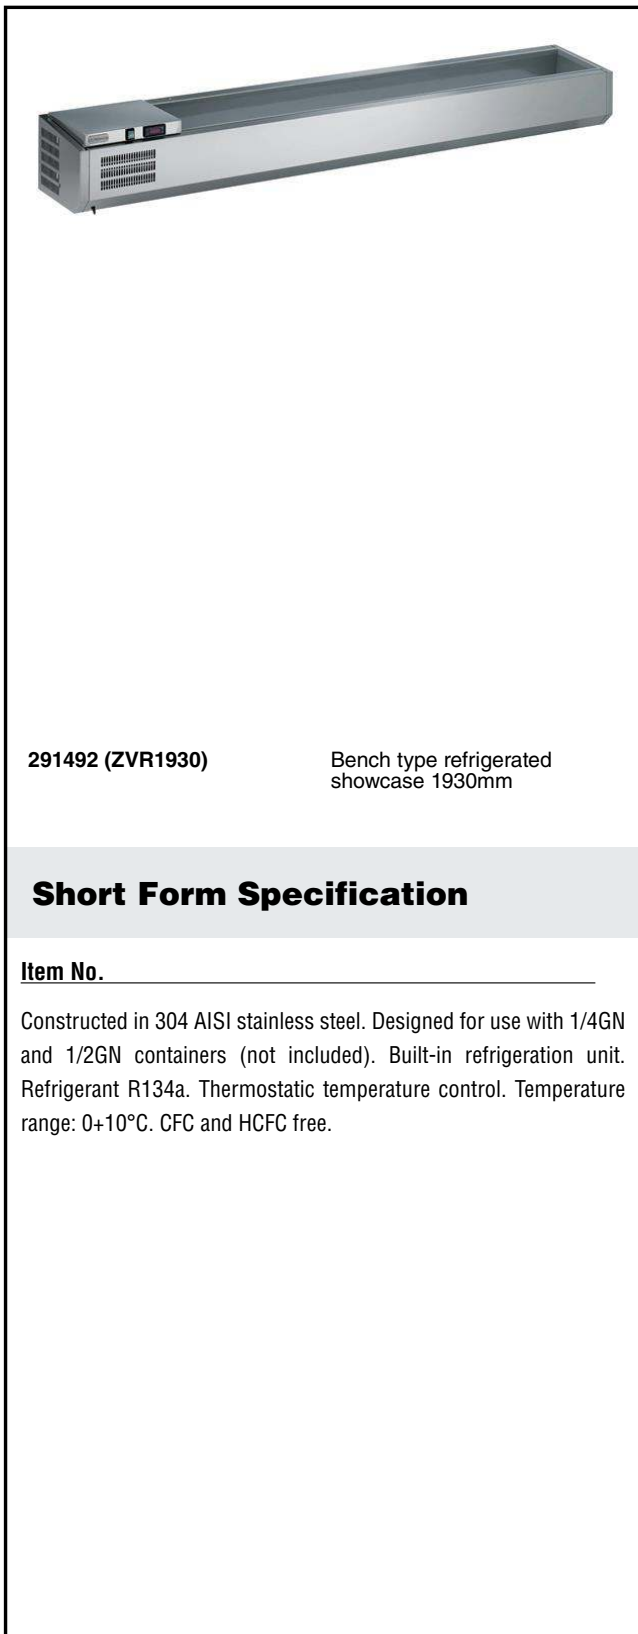 291492 (ZVR1930)
Bench type refrigerated
showcase 1930mm
Short Form Specification
Item No.
Constructed in 304 AISI stainless steel. Designed for use with 1/4GN
and 1/2GN containers (not included). Built-in refrigeration unit.
Refrigerant R134a. Thermostatic temperature control. Temperature
range: 0+10°C. CFC and HCFC free.